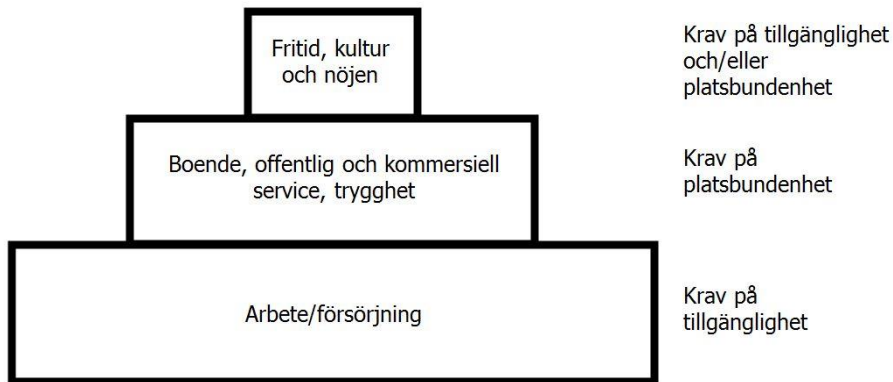 Fritid, kultur
och nöjen
Krav på tillgänglighet
och/eller
platsbundenhet
Boende, offentlig och kommersiell
service, trygghet
Krav på
platsbundenhet
Arbete/försörjning
Krav på
tillgänglighet